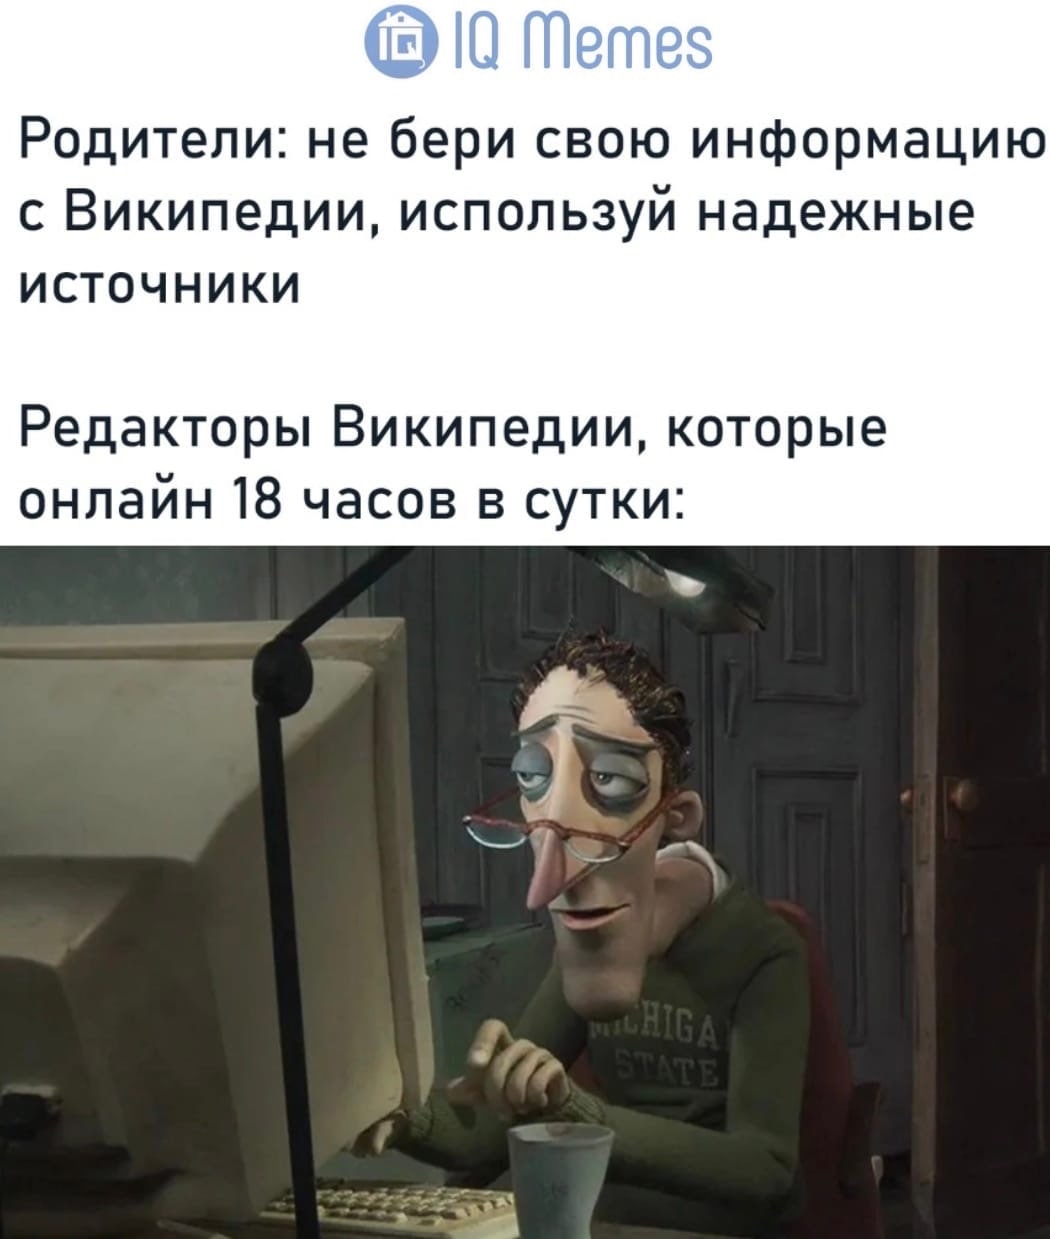 IQ IQ Memes
Родители: не бери свою информацию
с Википедии, используй надежные
источники
Редакторы Википедии, которые
онлайн 18 часов в сутки:
STATE